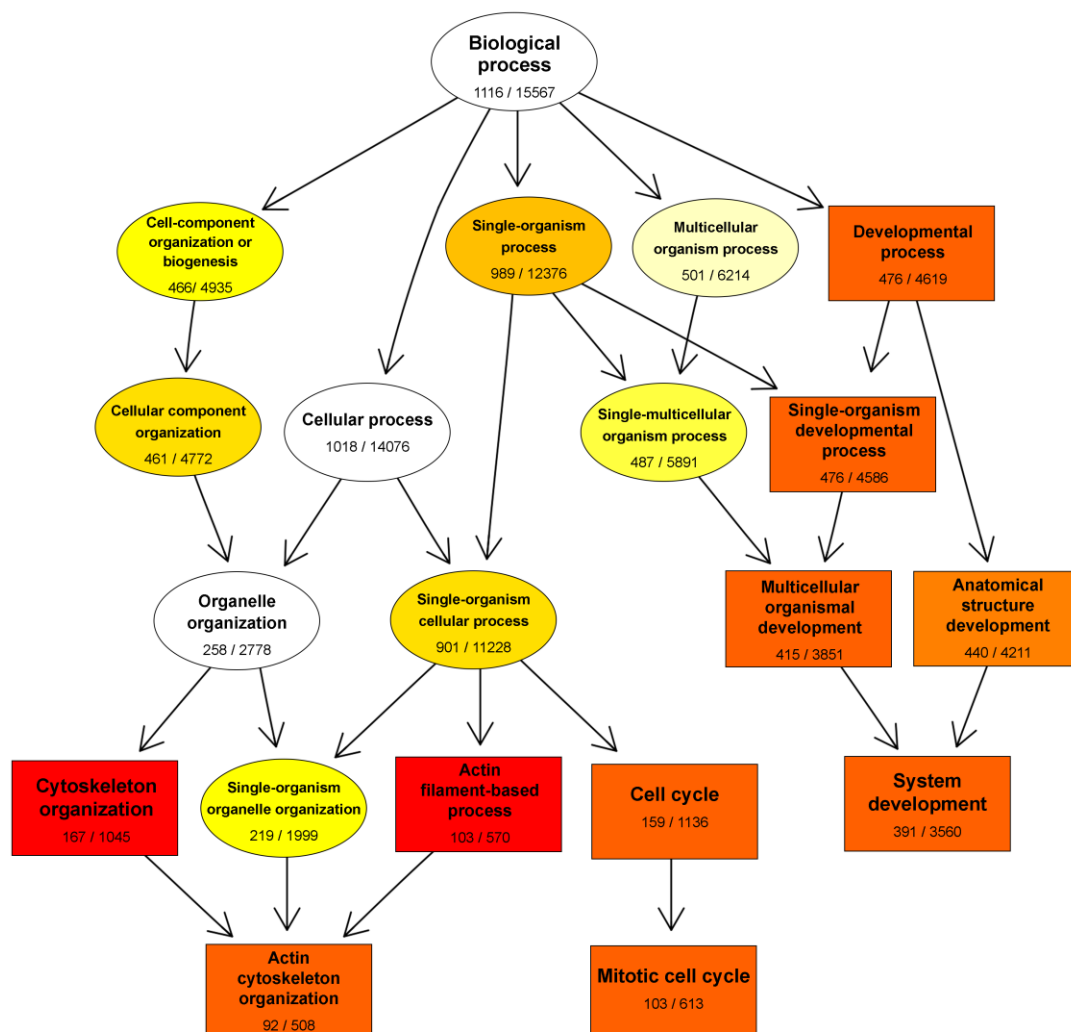 Biological
process
1116 / 15567
Cell-component
organization or
biogenesis
466/ 4935
Single-organism
process
989 / 12376
Multicellular
organism process
501 / 6214
Developmental
process
476 / 4619
Cellular component
organization
461 / 4772
Cellular process
1018 / 14076
Single-multicellular
organism process
487 / 5891
Single-organism
developmental
process
476 / 4586
Organelle
organization
258 / 2778
Single-organism
cellular process
901 / 11228
Multicellular
organismal
development
415 / 3851
Anatomical
structure
development
440 / 4211
Cytoskeleton
organization
167 / 1045
Single-organism
organelle organization
219 / 1999
Actin
filament-based
process
103 / 570
Cell cycle
159 / 1136
System
development
391 / 3560
Actin
cytoskeleton
organization
92 / 508
Mitotic cell cycle
103 / 613